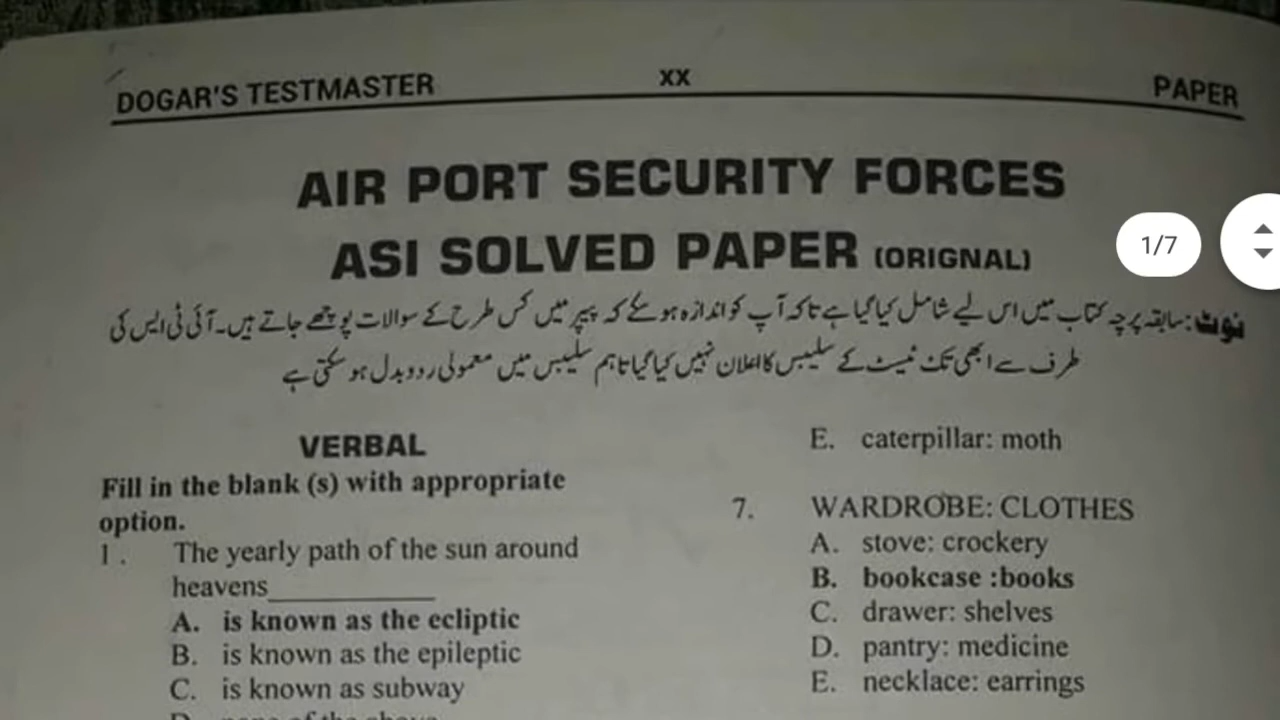 DOGAR'S TESTMASTER XX PAPER
AIR PORT SECURITY FORCES
ASI SOLVED PAPER (ORIGNAL)
1/7
نوٹ: سابقہ پرچہ کتاب میں اس لیے شامل کیا گیا ہے تاکہ آپ کو اندازہ ہو سکے کہ پیپر میں کس طرح کے سوالات پوچھے جاتے ہیں۔ آئی ٹی ایس کی
طرف سے ابھی تک ٹیسٹ کے سلیبس کا اعلان نہیں کیا گیا تاہم سلیبس میں معمولی ردوبدل ہو سکتی ہے
VERBAL
Fill in the blank (s) with appropriate
option.
1. The yearly path of the sun around
heavens____________
A. is known as the ecliptic
B. is known as the epileptic
C. is known as subway
D. none of the above
E. caterpillar: moth
7. WARDROBE: CLOTHES
A. stove: crockery
B. bookcase :books
C. drawer: shelves
D. pantry: medicine
E. necklace: earrings